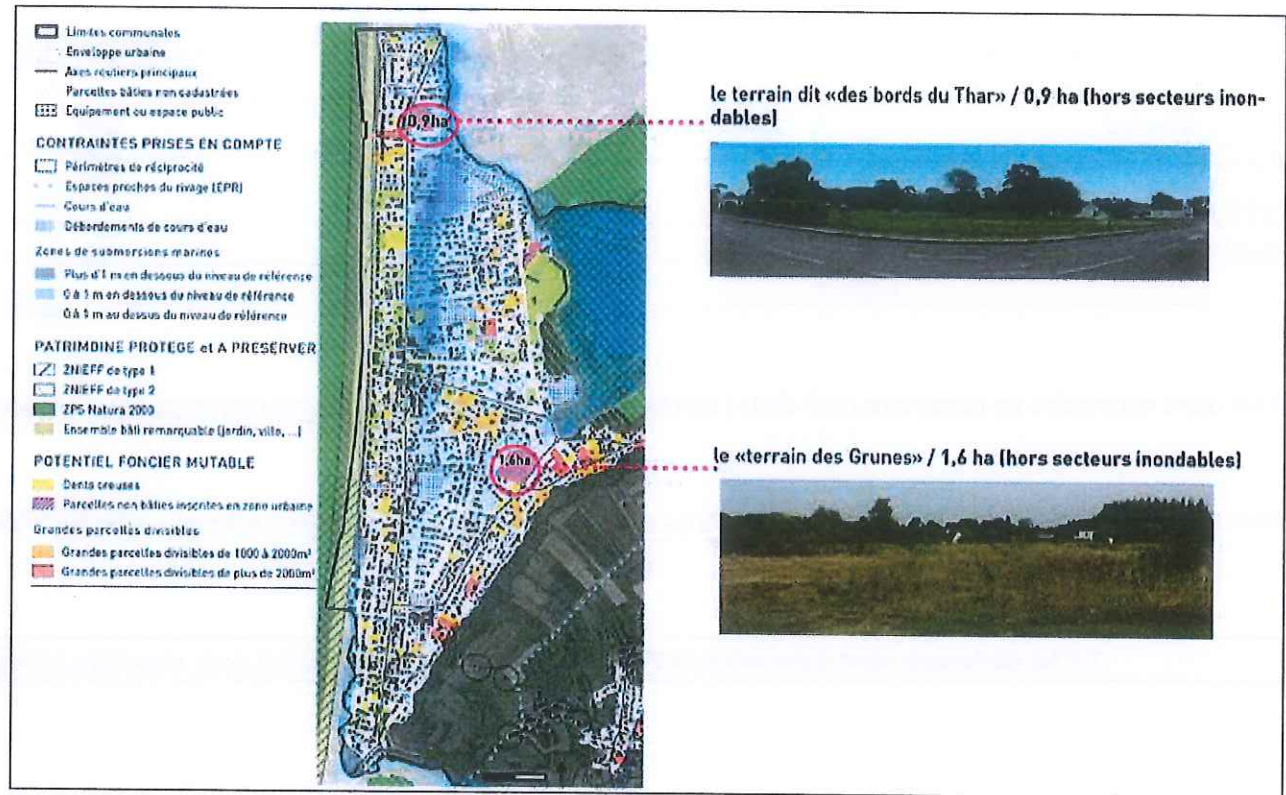 Limites communales
Enveloppe urbaine
Axes routiers principaux
Parcelles bâties non cadastrées
Equipement ou espace public
CONTRAINTES PRISES EN COMPTE
Périmètres de réciprocité
Espaces proches du rivage (EPR)
Cours d'eau
Débordements de cours d'eau
Zones de submersions marines
Plus d'1 m en dessous du niveau de référence
0 à 1 m en dessous du niveau de référence
0 à 1 m au dessus du niveau de référence
PATRIMOINE PROTEGE et A PRESERVER
ZNIEFF de type 1
ZNIEFF de type 2
ZPS Natura 2000
Ensemble bâti remarquable (jardin, villa, ...)
POTENTIEL FONCIER MUTABLE
Dents creuses
Parcelles non bâties inscrites en zone urbaine
Grandes parcelles divisibles
Grandes parcelles divisibles de 1000 à 2000m²
Grandes parcelles divisibles de plus de 2000m²
0,9ha
1,6ha
le terrain dit «des bords du Thar» / 0,9 ha (hors secteurs inon-
dables)
le «terrain des Grunes» / 1,6 ha (hors secteurs inondables)